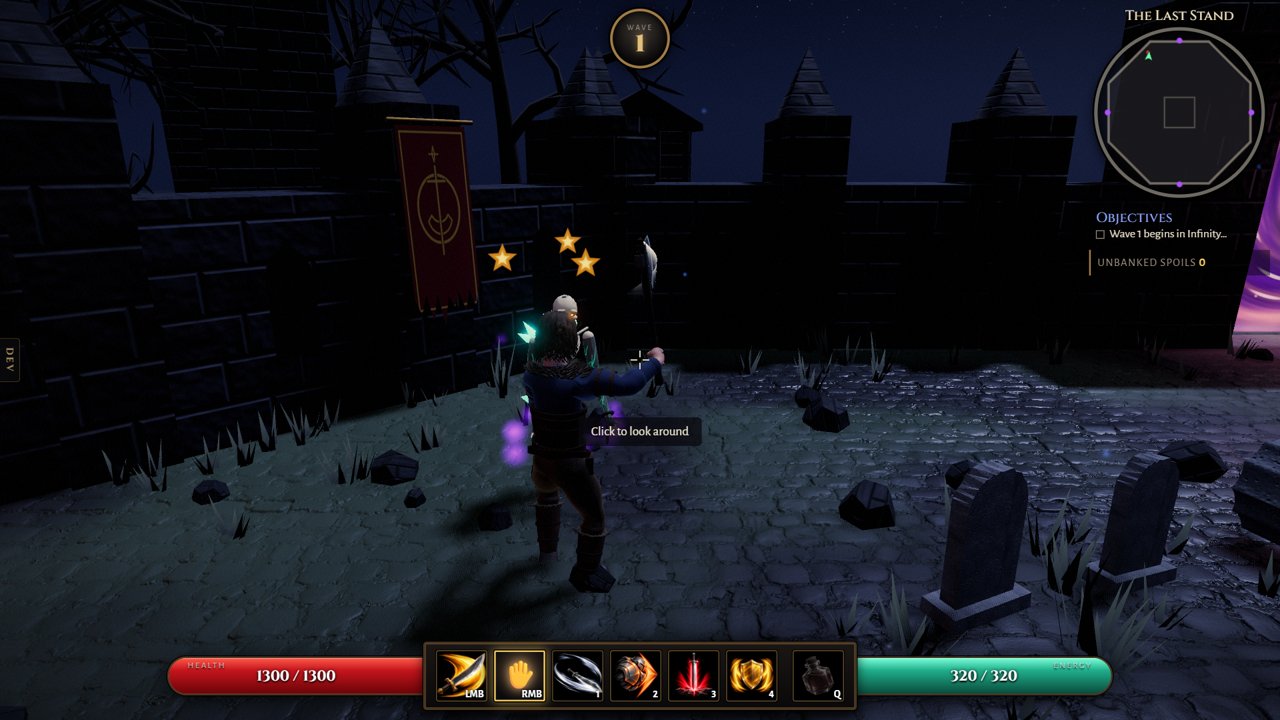 WAVE
1
THE LAST STAND
OBJECTIVES
Wave 1 begins in Infinity...
UNBANKED SPOILS 0
DEV
Click to look around
HEALTH
1300 / 1300
LMB
RMB
1
2
3
4
Q
ENERGY
320 / 320